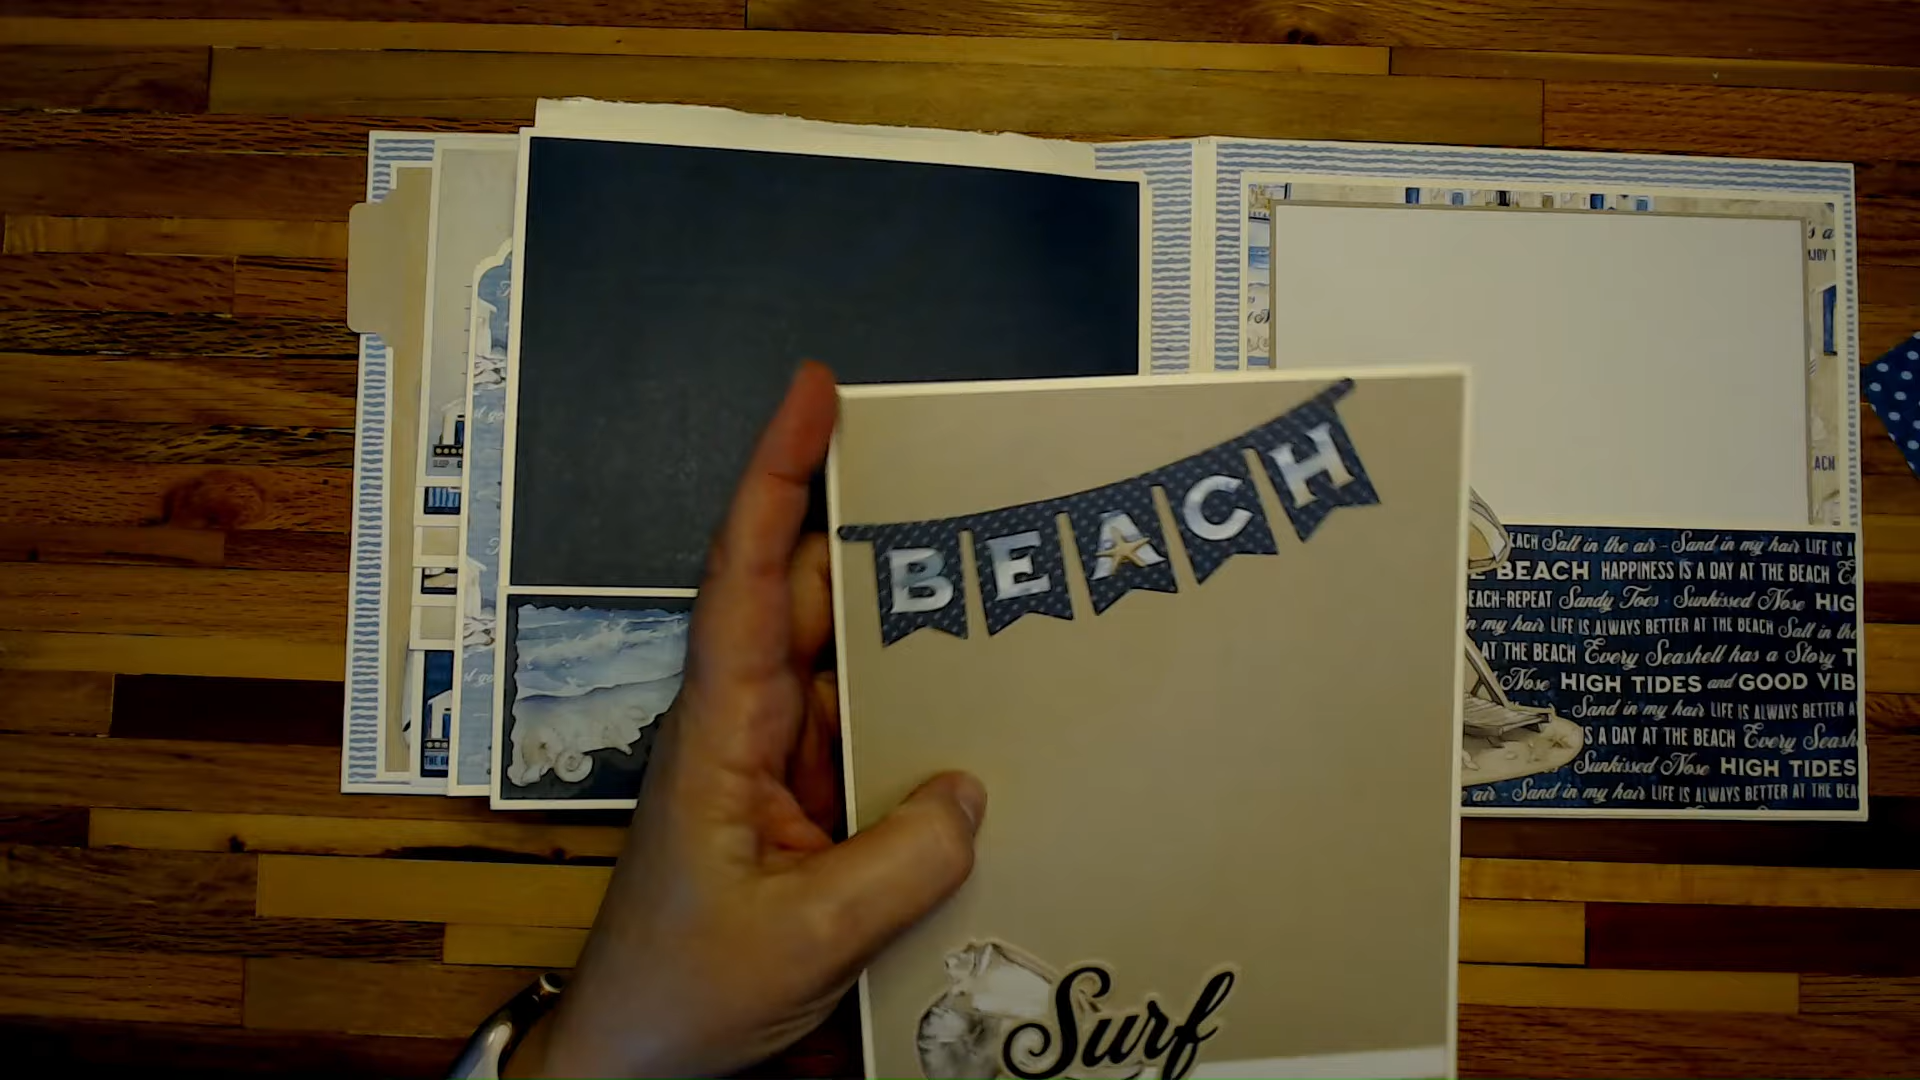 BEACH
Surf
EACH Salt in the air - Sand in my hair LIFE IS A
E BEACH HAPPINESS IS A DAY AT THE BEACH
EACH-REPEAT Sandy Toes - Sunkissed Nose HIG
n my hair LIFE IS ALWAYS BETTER AT THE BEACH Salt in the
AT THE BEACH Every Seashell has a Story T
Nose HIGH TIDES and GOOD VIB
- Sand in my hair LIFE IS ALWAYS BETTER A
S A DAY AT THE BEACH Every Seash
Sunkissed Nose HIGH TIDES
air - Sand in my hair LIFE IS ALWAYS BETTER AT THE BEA